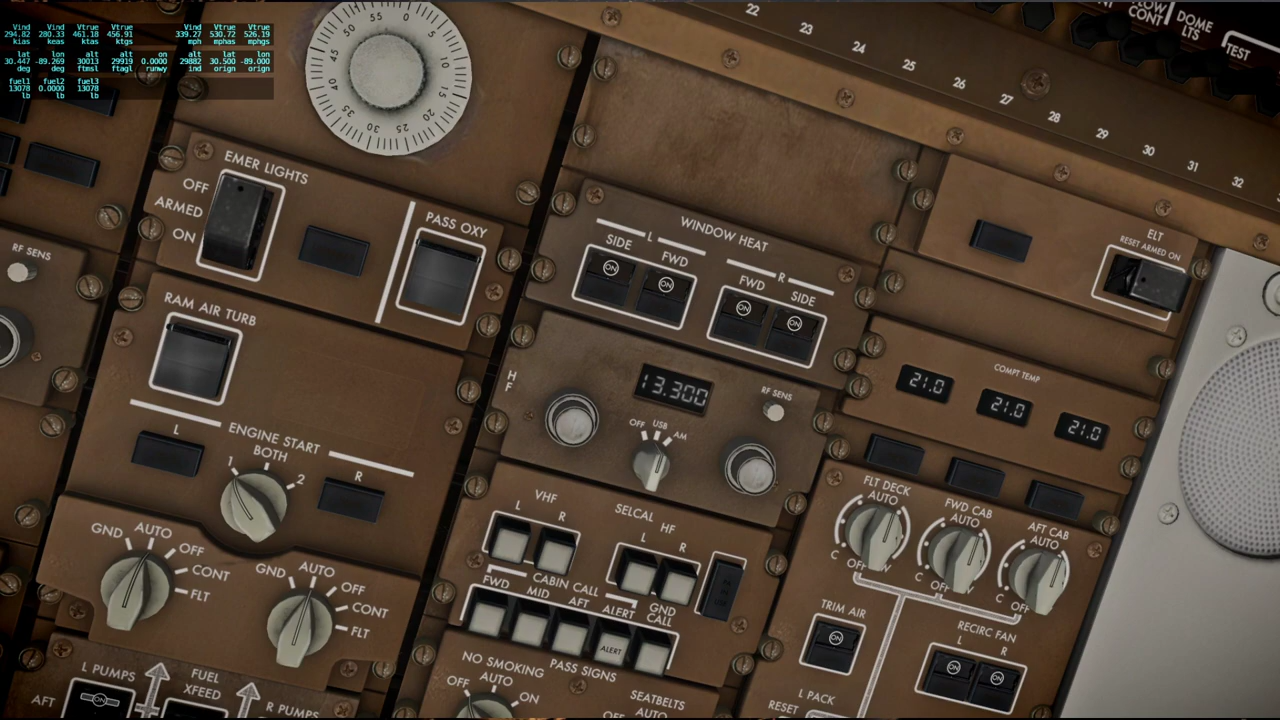 Vind Vtrue Vtrue Vtrue Vind Vtrue Vtrue
294.82 280.33 461.18 456.91 339.27 530.72 526.19
kias keas ktas ktgs mph mphas mphgs
lat lon alt alt on alt lat lon
30.447 -89.269 30013 29919 0.0000 29882 30.500 -89.000
deg deg ftmsl ftagl runwy ind orign orign
fuel1 fuel2 fuel3
13078 0.0000 13078
lb lb lb
55 0 5 10 15 20 25 30 35 40 45 50
22 23 24 25 26 27 28 29 30 31 32
CONT
DOME
LTS
TEST
EMER LIGHTS
OFF
ARMED
ON
PASS OXY
WINDOW HEAT
L
R
SIDE FWD FWD SIDE
ON ON ON ON
ELT
RESET ARMED ON
RF SENS
RAM AIR TURB
HF
13.300
RF SENS
OFF USB AM
COMPT TEMP
21.0 21.0 21.0
L
ENGINE START
BOTH
1
2
R
GND AUTO OFF CONT FLT
GND AUTO OFF CONT FLT
VHF
L R
SELCAL
HF
L R
CABIN CALL
FWD MID AFT ALERT
GND
CALL
ALERT
FLT DECK
AUTO
C
FWD CAB
AUTO
C OFF W
AFT CAB
AUTO
C OFF
TRIM AIR
ON
RECIRC FAN
L R
ON ON
L PUMPS
AFT
ON
FUEL
XFEED
R PUMPS
NO SMOKING
OFF AUTO ON
PASS SIGNS
SEATBELTS
AUTO
L PACK
RESET